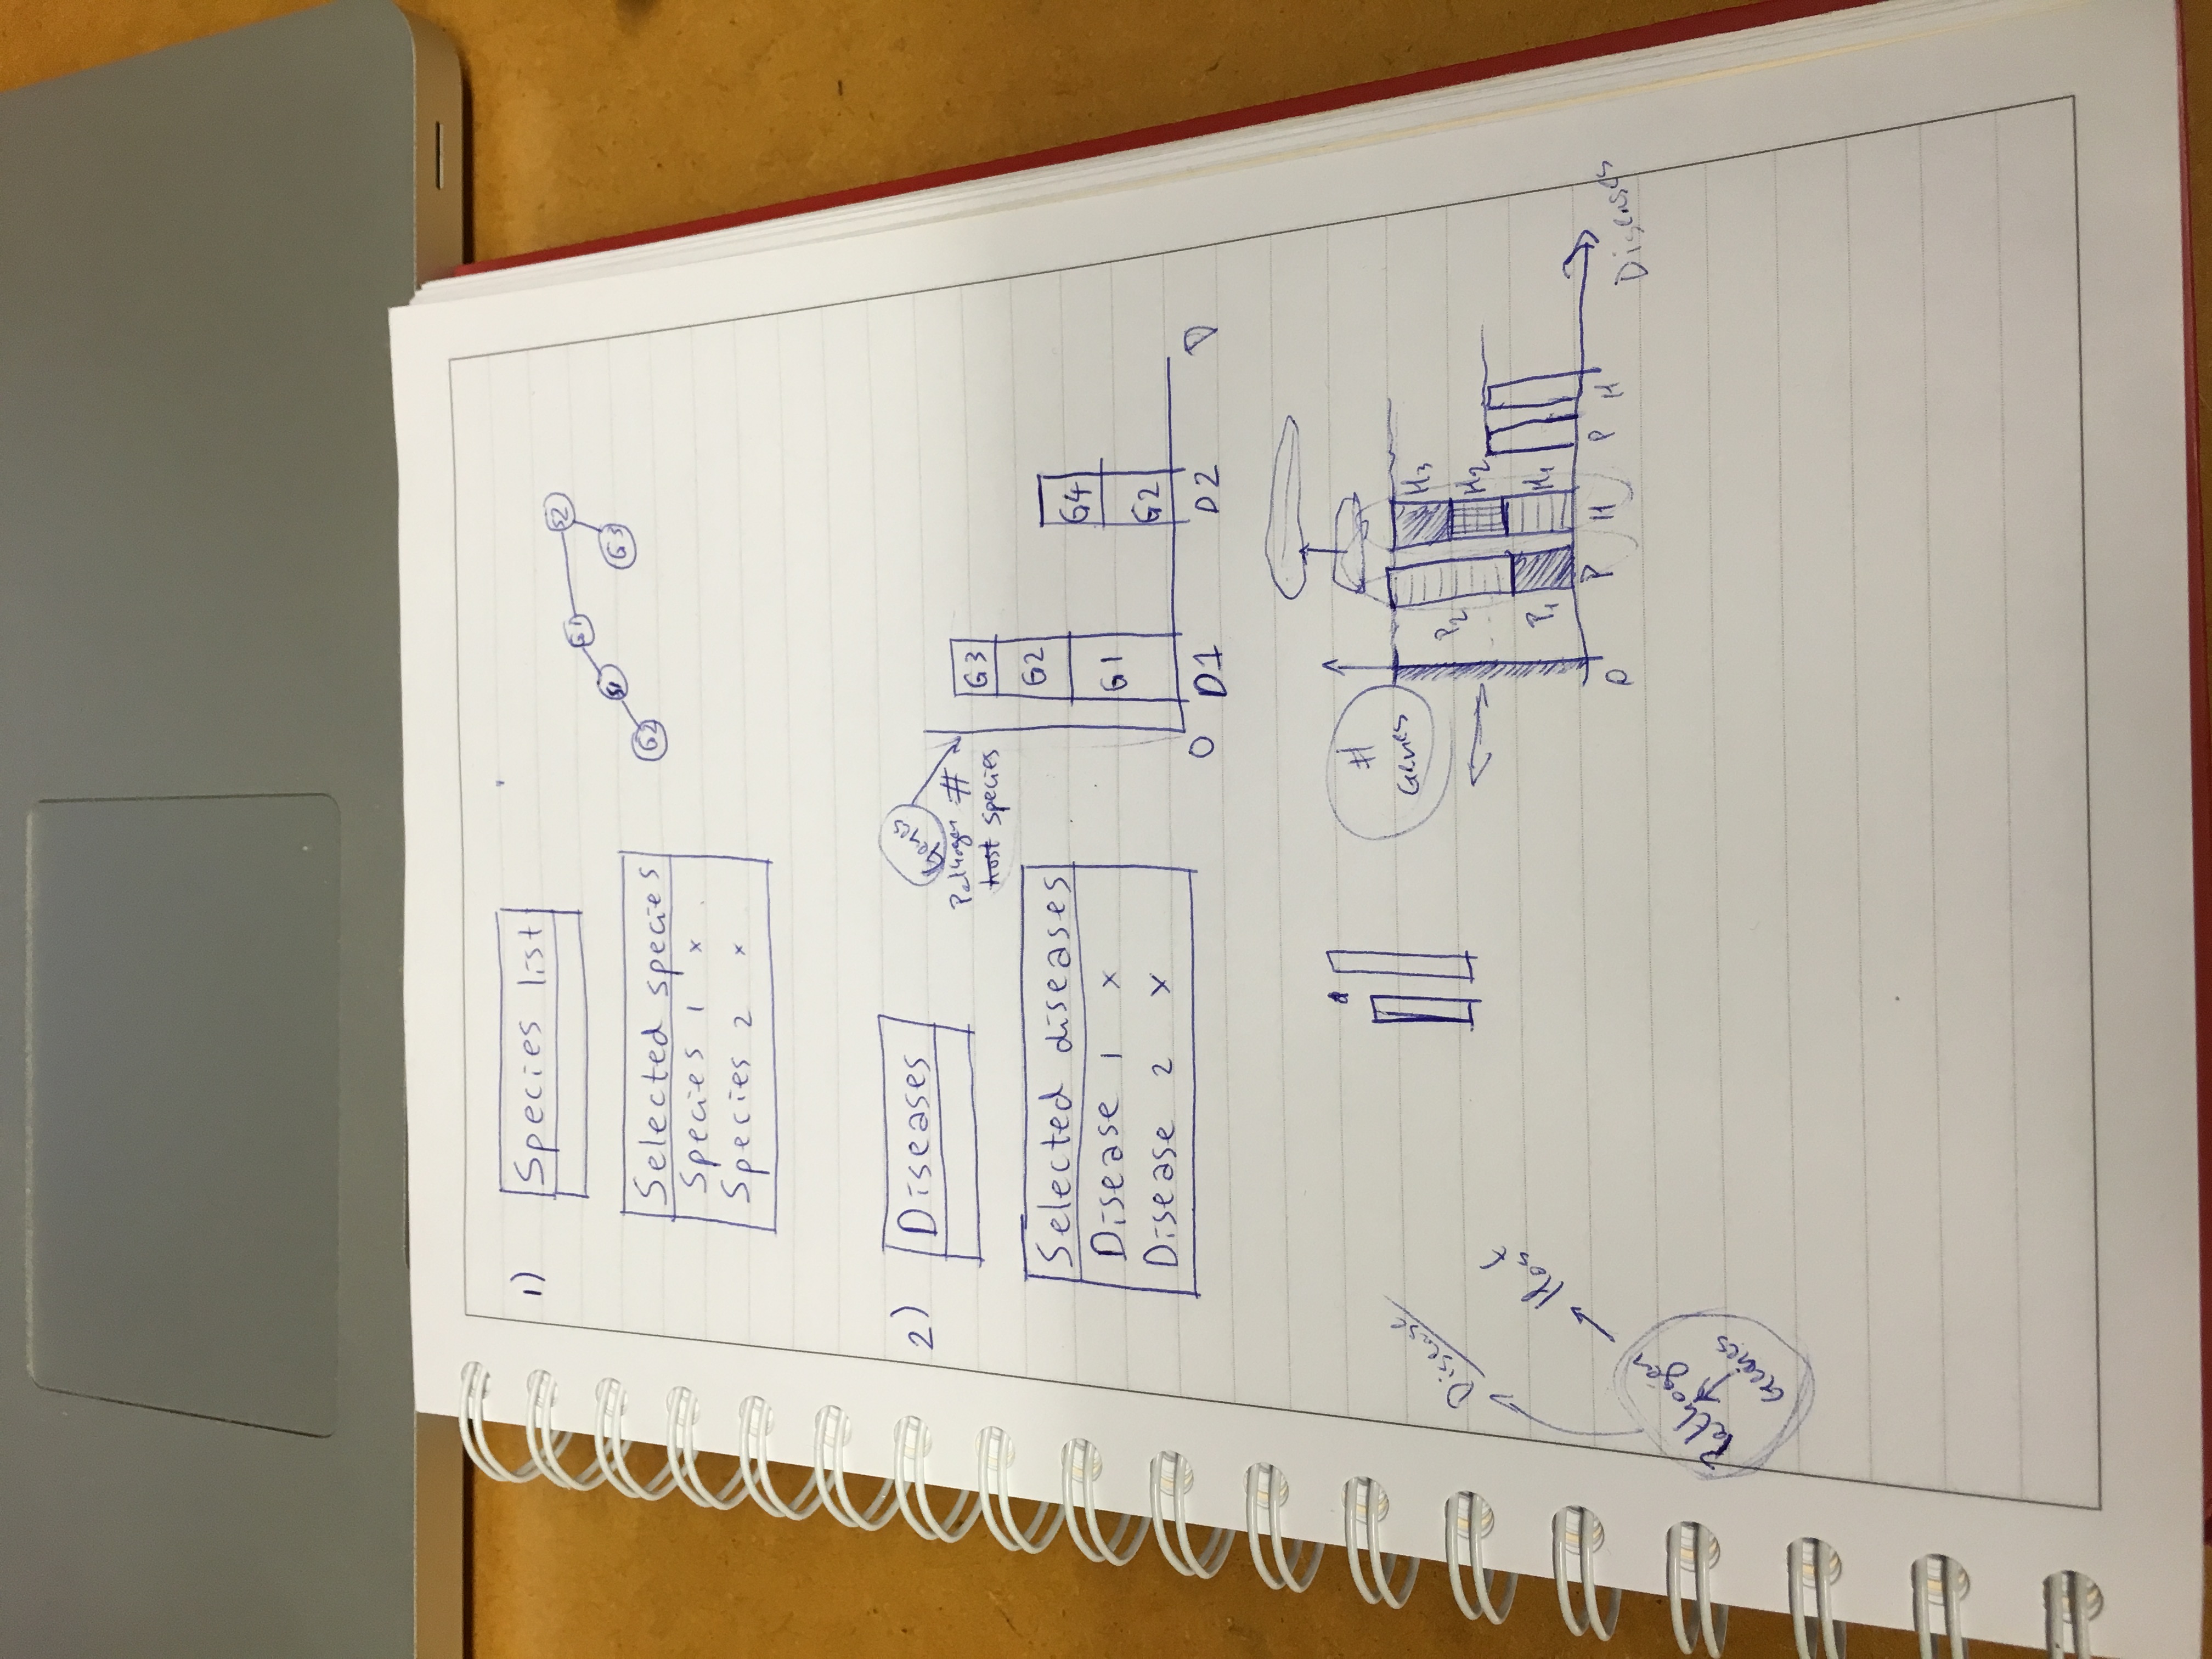 1)
Species list
Selected species
Species 1 x
Species 2 x
G2
S1
G1
S2
G3
2)
Diseases
Selected diseases
Disease 1 x
Disease 2 x
Genes
Pathogen #
host species
G3
G2
G1
G4
G2
0 D1 D2 D
#
Genes
P2
P1
H3
H2
H1
0 P H P H
Diseases
Disease
Host
Pathogen
Genes